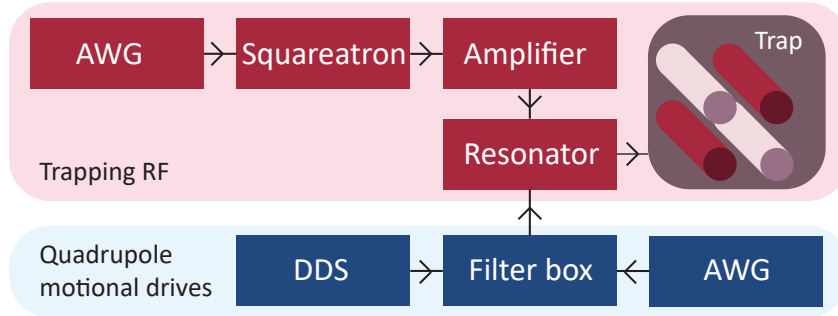 AWG
Squareatron
Amplifier
Trap
Resonator
Trapping RF
Quadrupole
motional drives
DDS
Filter box
AWG